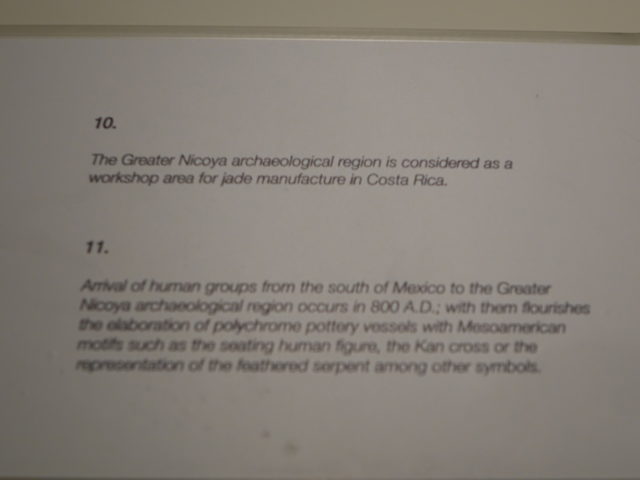 10.
The Greater Nicoya archaeological region is considered as a
workshop area for jade manufacture in Costa Rica.
11.
Arrival of human groups from the south of Mexico to the Greater
Nicoya archaeological region occurs in 800 A.D.; with them flourishes
the elaboration of polychrome pottery vessels with Mesoamerican
motifs such as the seating human figure, the Kan cross or the
representation of the feathered serpent among other symbols.